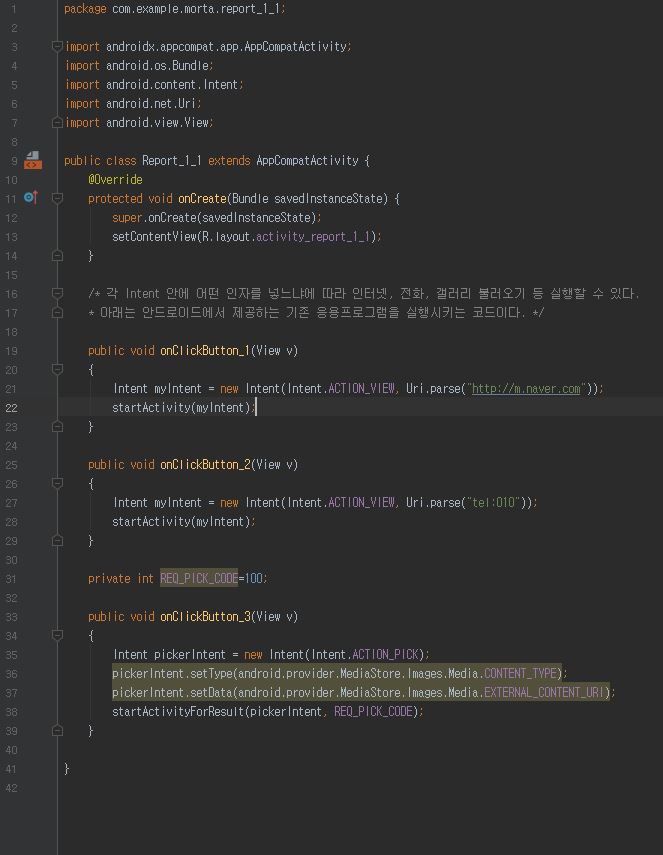 1 package com.example.morta.report_1_1;
2
3 import androidx.appcompat.app.AppCompatActivity;
4 import android.os.Bundle;
5 import android.content.Intent;
6 import android.net.Uri;
7 import android.view.View;
8
9 public class Report_1_1 extends AppCompatActivity {
10 @Override
11 protected void onCreate(Bundle savedInstanceState) {
12 super.onCreate(savedInstanceState);
13 setContentView(R.layout.activity_report_1_1);
14 }
15
16 /* 각 Intent 안에 어떤 인자를 넣느냐에 따라 인터넷, 전화, 갤러리 불러오기 등 실행할 수 있다.
17 * 아래는 안드로이드에서 제공하는 기존 응용프로그램을 실행시키는 코드이다. */
18
19 public void onClickButton_1(View v)
20 {
21 Intent myIntent = new Intent(Intent.ACTION_VIEW, Uri.parse("http://m.naver.com"));
22 startActivity(myIntent);
23 }
24
25 public void onClickButton_2(View v)
26 {
27 Intent myIntent = new Intent(Intent.ACTION_VIEW, Uri.parse("tel:010"));
28 startActivity(myIntent);
29 }
30
31 private int REQ_PICK_CODE=100;
32
33 public void onClickButton_3(View v)
34 {
35 Intent pickerIntent = new Intent(Intent.ACTION_PICK);
36 pickerIntent.setType(android.provider.MediaStore.Images.Media.CONTENT_TYPE);
37 pickerIntent.setData(android.provider.MediaStore.Images.Media.EXTERNAL_CONTENT_URI);
38 startActivityForResult(pickerIntent, REQ_PICK_CODE);
39 }
40
41 }
42